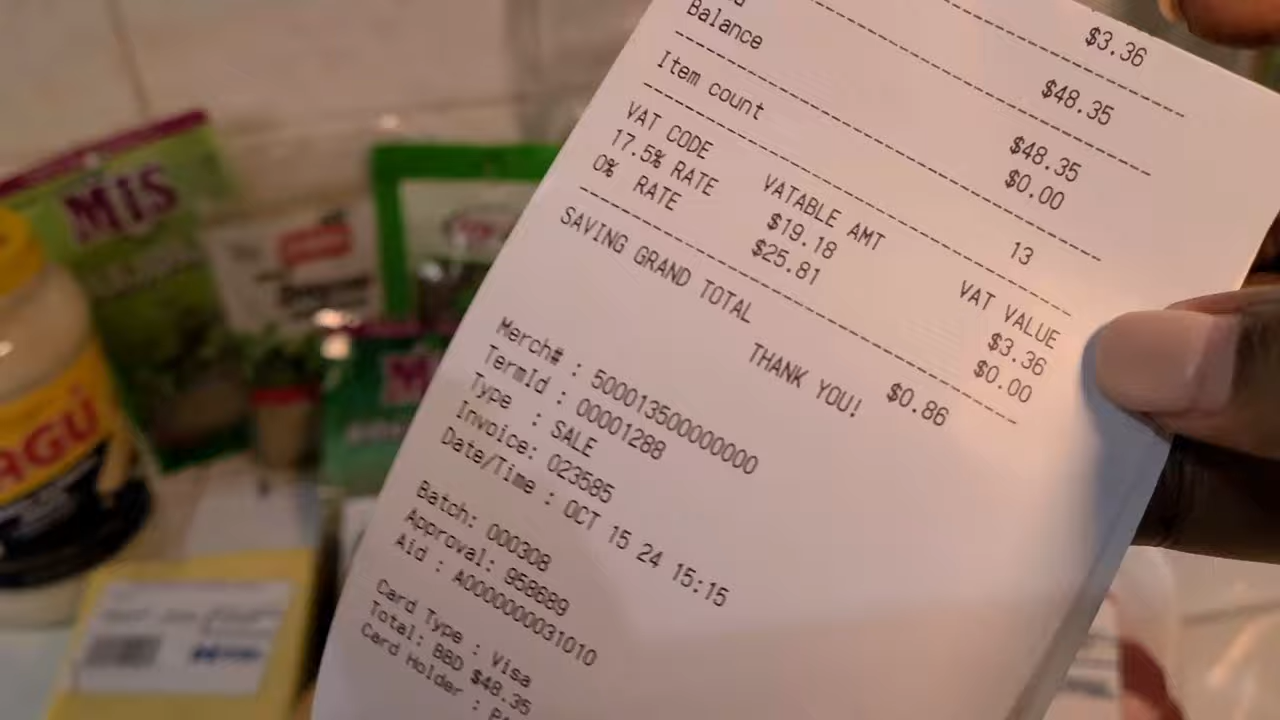 $3.36
$48.35
Balance $48.35
$0.00
Item count 13
VAT CODE VATABLE AMT VAT VALUE
17.5% RATE $19.18 $3.36
0% RATE $25.81 $0.00
SAVING GRAND TOTAL $0.86
THANK YOU!
Merch# : 5000135000000000
TermId : 00001288
Type : SALE
Invoice: 023585
Date/Time : OCT 15 24 15:15
Batch: 000308
Approval: 958689
Aid : A0000000031010
Card Type : Visa
Total: BBD $48.35
Card Holder :
MIS
AGÚ